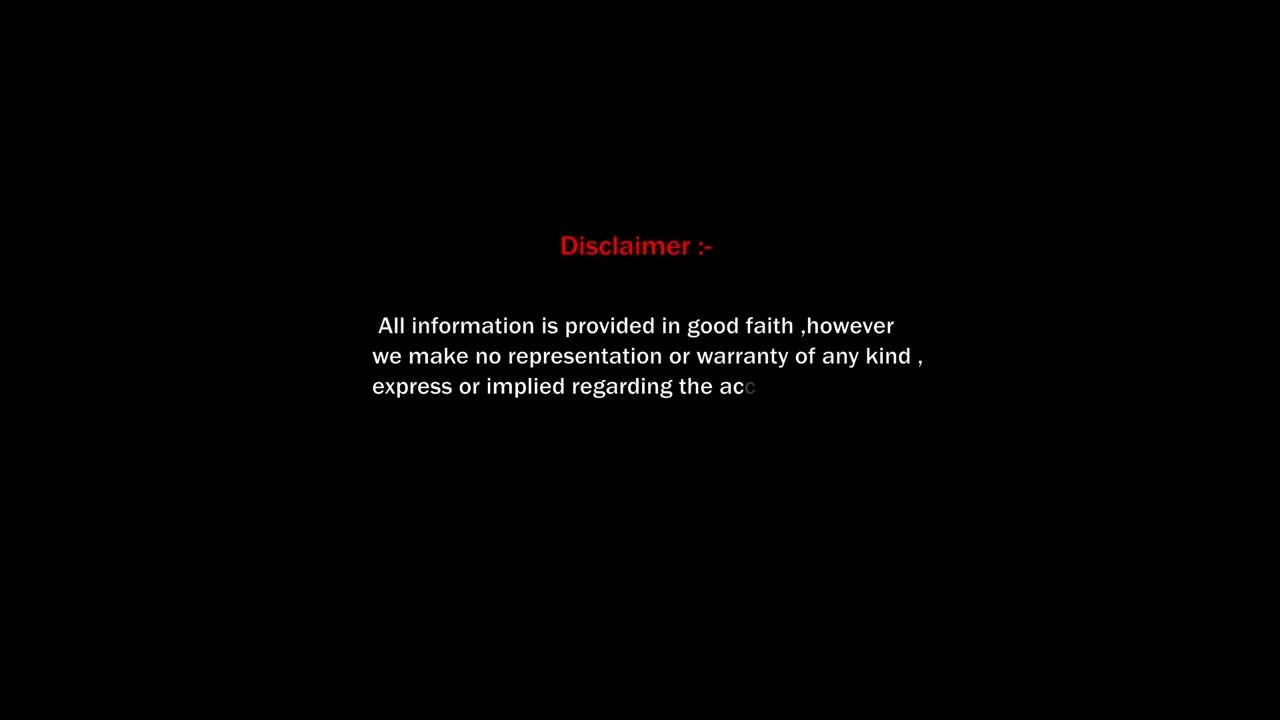 Disclaimer :-
All information is provided in good faith ,however
we make no representation or warranty of any kind ,
express or implied regarding the acc